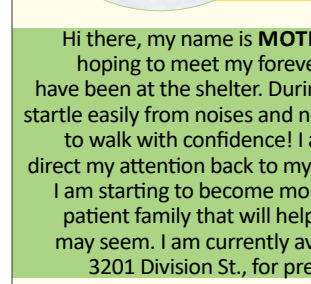 Hi there, my name is
hoping to meet my
have been at the shelter.
startle easily from noises and
to walk with confidence! I
direct my attention back to my
I am starting to become
patient family that will help
may seem. I am currently
3201 Division St., for